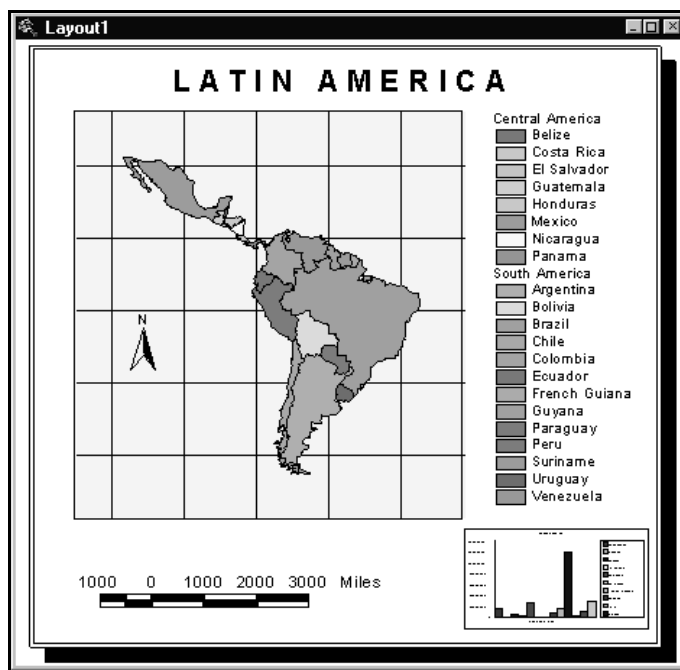 Layout1
LATIN AMERICA
Central America
Belize
Costa Rica
El Salvador
Guatemala
Honduras
Mexico
Nicaragua
Panama
South America
Argentina
Bolivia
Brazil
Chile
Colombia
Ecuador
French Guiana
Guyana
Paraguay
Peru
Suriname
Uruguay
Venezuela
N
1000 0 1000 2000 3000 Miles